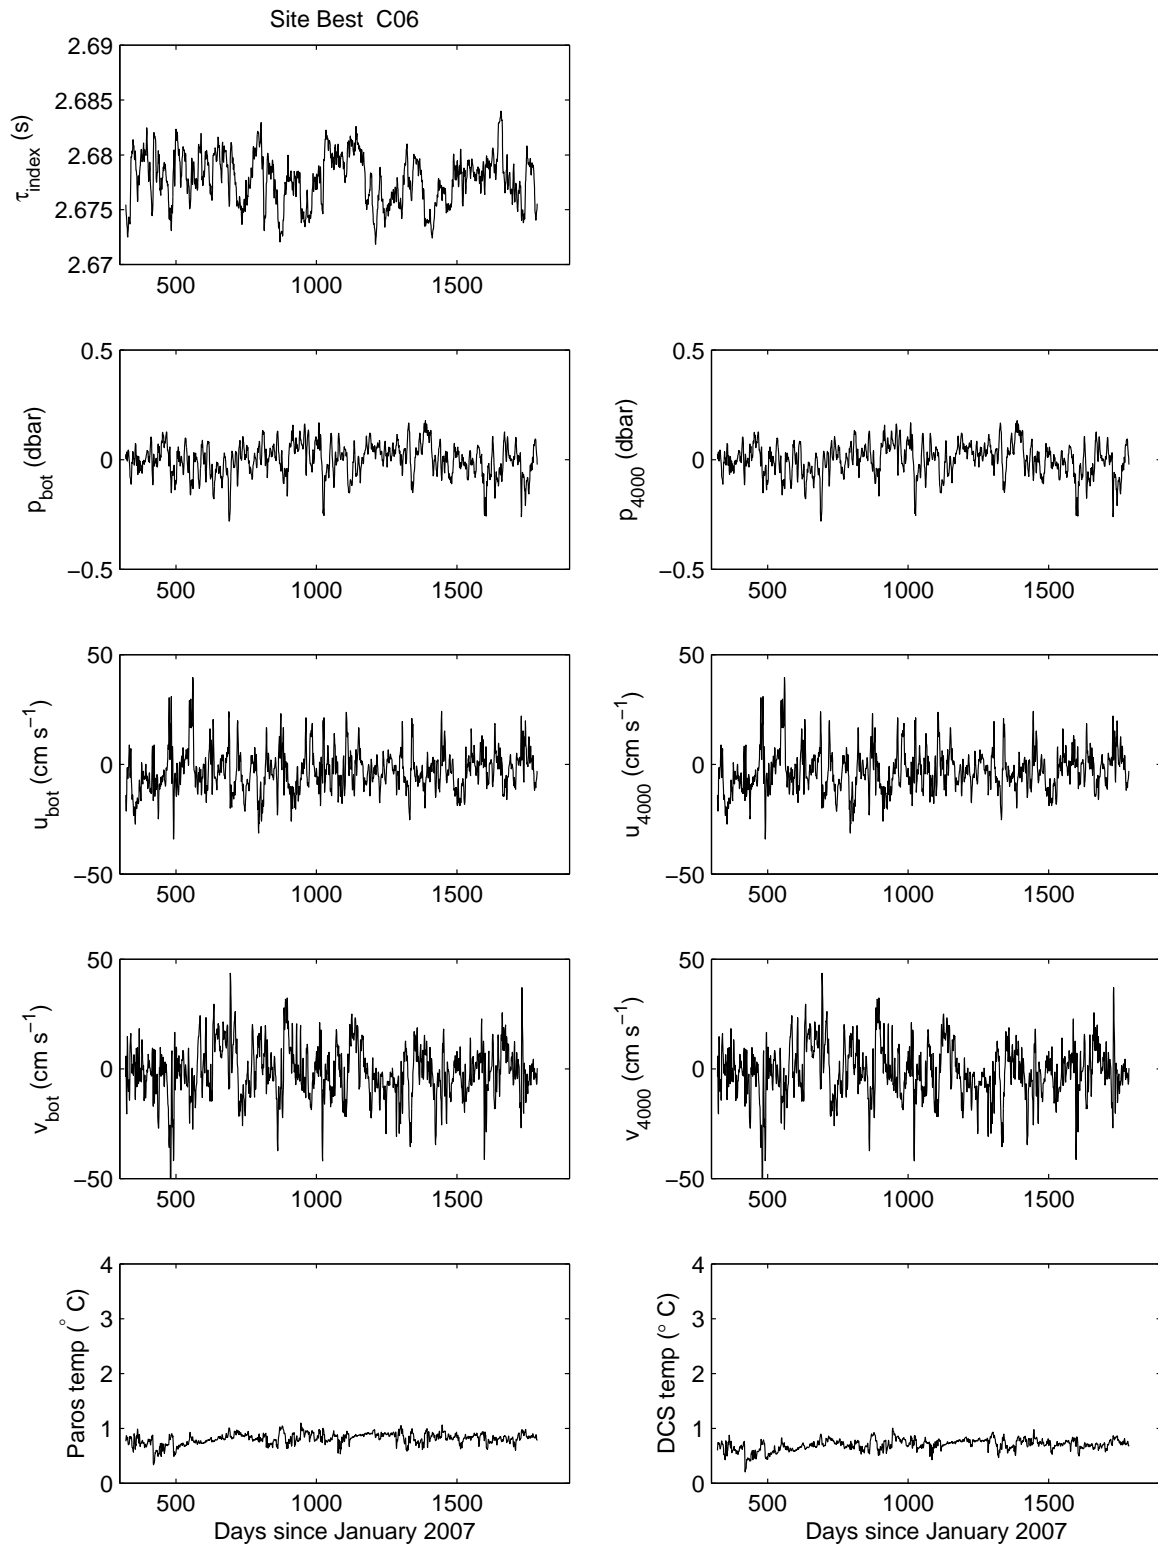 Site Best C06
2.69
2.685
2.68
2.675
2.67
τindex (s)
500 1000 1500
0.5
0
−0.5
pbot (dbar)
500 1000 1500
0.5
0
−0.5
p4000 (dbar)
500 1000 1500
50
0
−50
ubot (cm s−1)
500 1000 1500
50
0
−50
u4000 (cm s−1)
500 1000 1500
50
0
−50
vbot (cm s−1)
500 1000 1500
50
0
−50
v4000 (cm s−1)
500 1000 1500
4
3
2
1
0
Paros temp (° C)
500 1000 1500
Days since January 2007
4
3
2
1
0
DCS temp (° C)
500 1000 1500
Days since January 2007